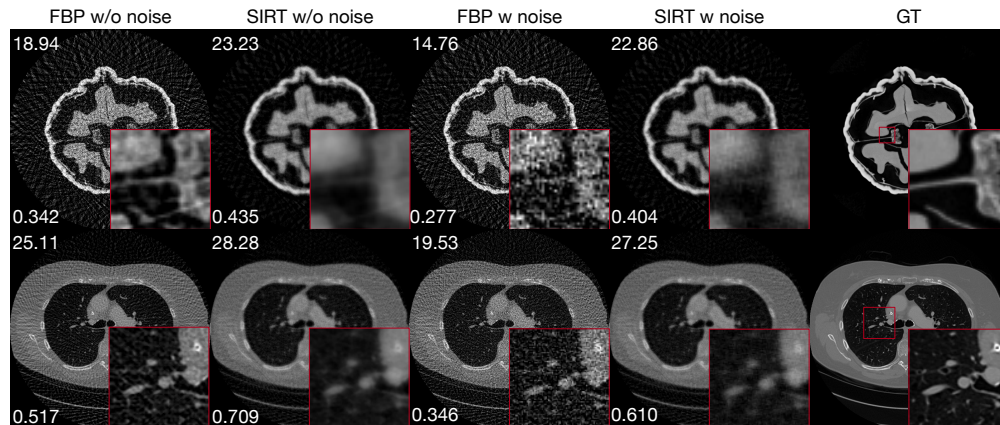 FBP w/o noise SIRT w/o noise FBP w noise SIRT w noise GT
18.94 23.23 14.76 22.86
0.342 0.435 0.277 0.404
25.11 28.28 19.53 27.25
0.517 0.709 0.346 0.610